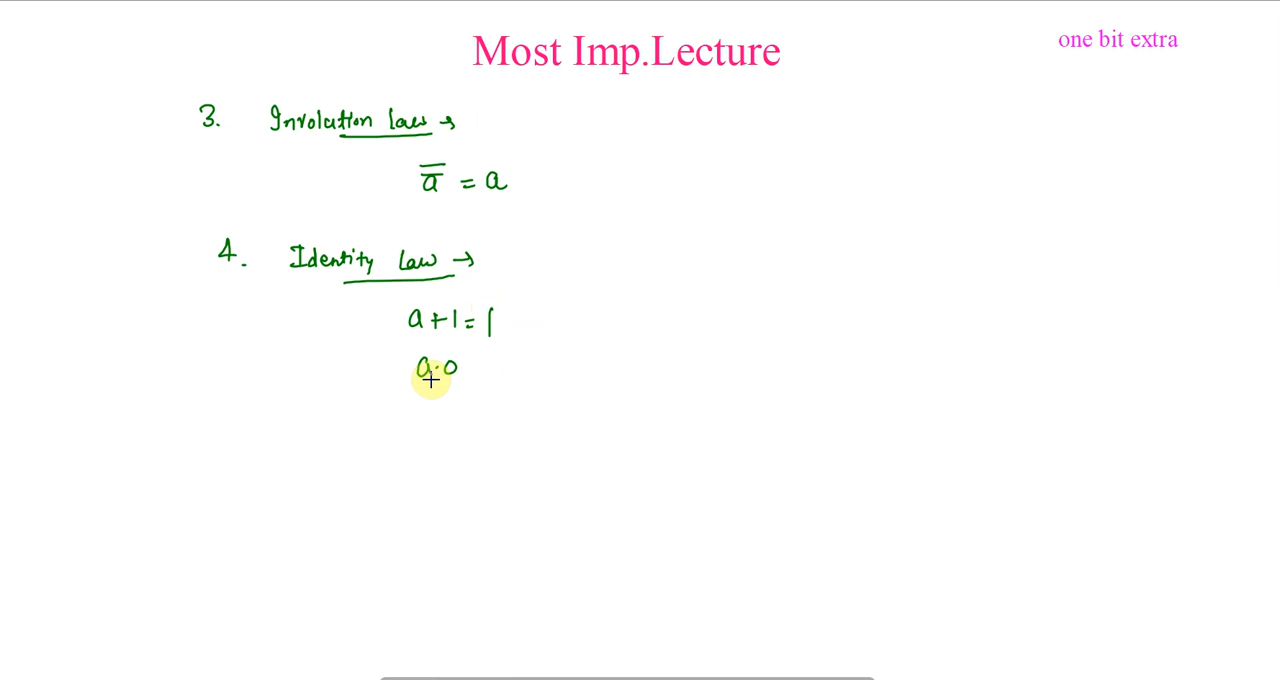 Most Imp.Lecture
one bit extra
3. Involution law →
a̿ = a
4. Identity law →
a + 1 = 1
a · 0